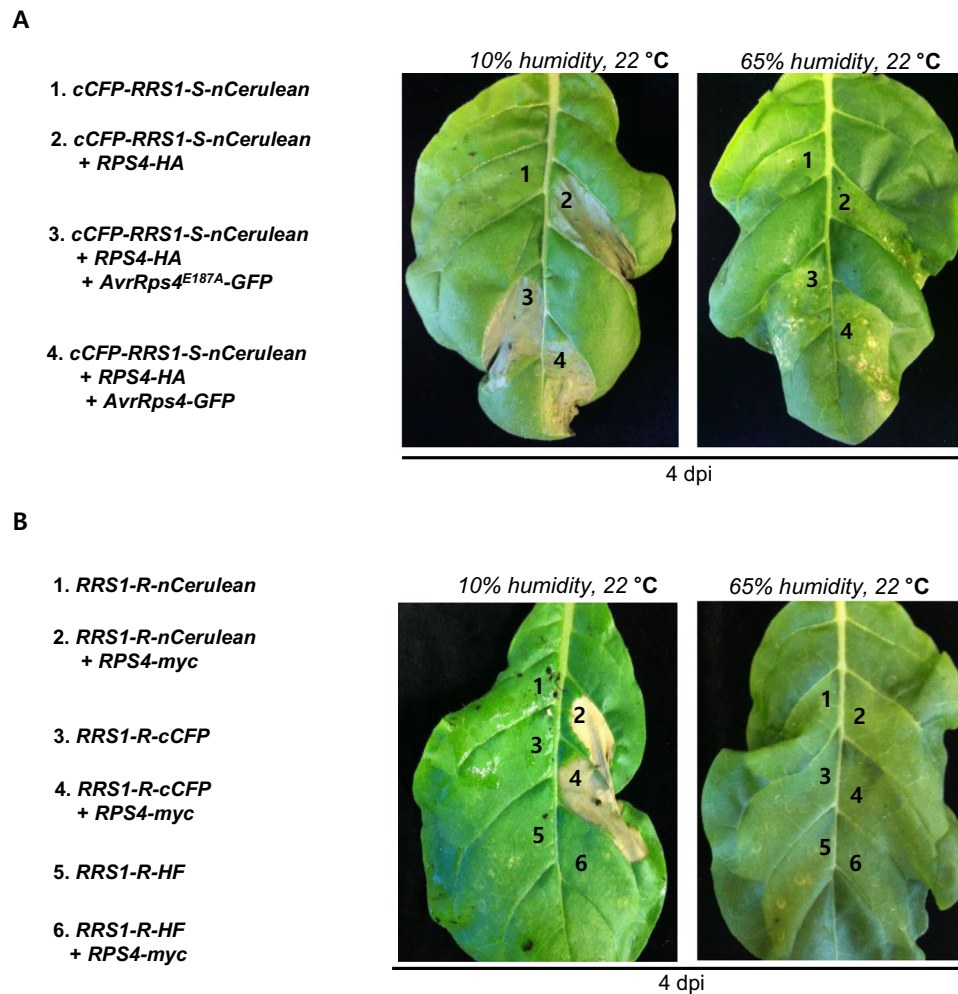 A
10% humidity, 22 °C
65% humidity, 22 °C
1. cCFP-RRS1-S-nCerulean
2. cCFP-RRS1-S-nCerulean
+ RPS4-HA
3. cCFP-RRS1-S-nCerulean
+ RPS4-HA
+ AvrRps4E187A-GFP
4. cCFP-RRS1-S-nCerulean
+ RPS4-HA
+ AvrRps4-GFP
1
2
3
4
1
2
3
4
4 dpi
B
10% humidity, 22 °C
65% humidity, 22 °C
1. RRS1-R-nCerulean
2. RRS1-R-nCerulean
+ RPS4-myc
3. RRS1-R-cCFP
4. RRS1-R-cCFP
+ RPS4-myc
5. RRS1-R-HF
6. RRS1-R-HF
+ RPS4-myc
1
2
3
4
5
6
1
2
3
4
5
6
4 dpi